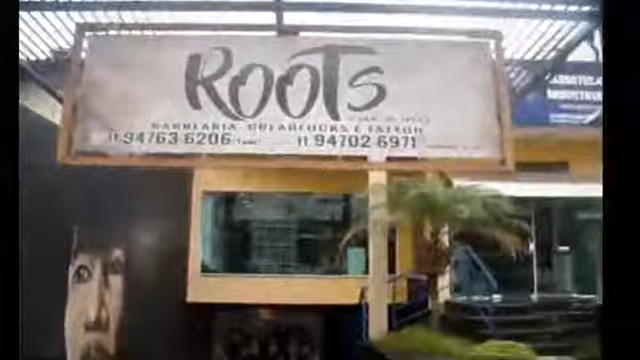 ROOTS
BARBEARIA, DREADLOCKS E TATTOO
11 94763 6206 11 94702 6971